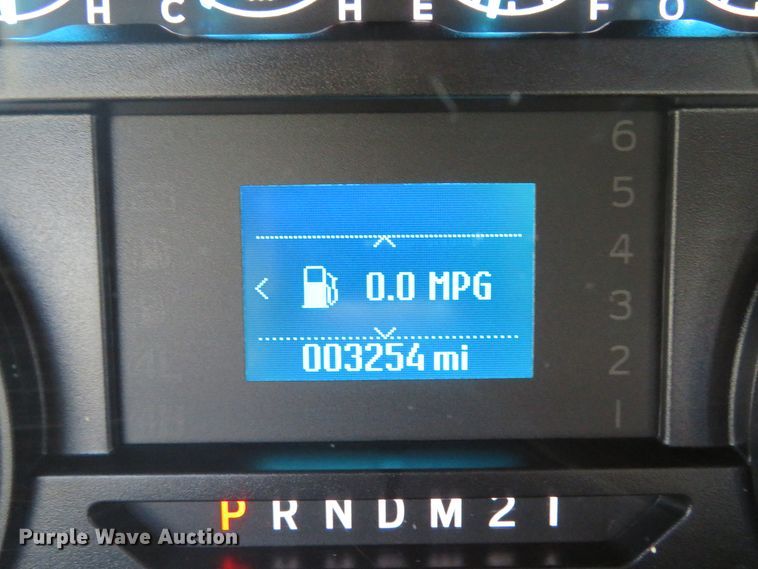 H C H E F O
6
5
4
3
2
1
< 0.0 MPG
003254 mi
P R N D M 2 1
Purple Wave Auction